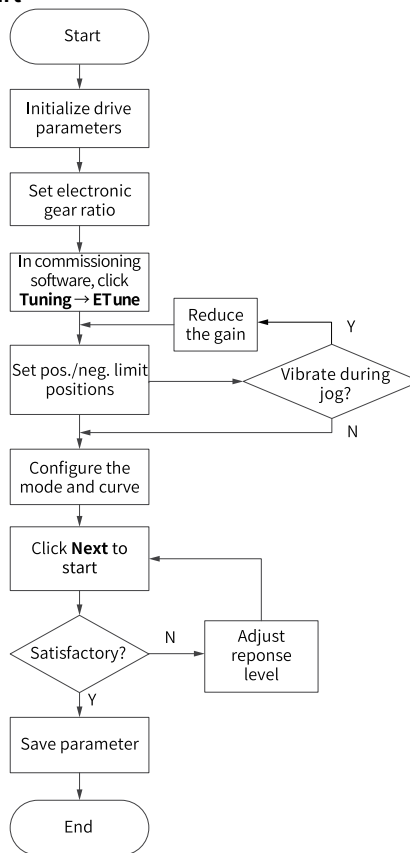 Start
Initialize drive
parameters
Set electronic
gear ratio
In commissioning
software, click
Tuning → ETune
Reduce
the gain
Y
Set pos./neg. limit
positions
Vibrate during
jog?
N
Configure the
mode and curve
Click Next to
start
Satisfactory?
N
Adjust
reponse
level
Y
Save parameter
End